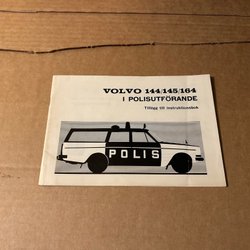 VOLVO 144/145/164
I POLISUTFÖRANDE
Tillägg till instruktionsbok
POLIS